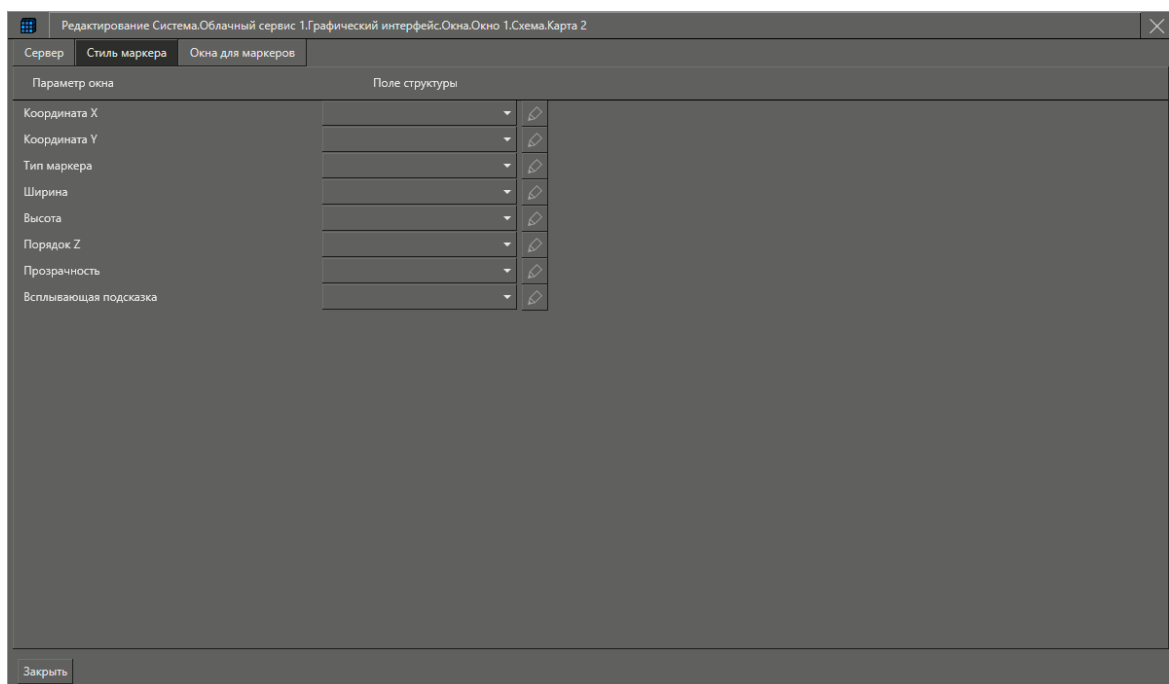 Редактирование Система.Облачный сервис 1.Графический интерфейс.Окна.Окно 1.Схема.Карта 2
Сервер Стиль маркера Окна для маркеров
Параметр окна Поле структуры
Координата X
Координата Y
Тип маркера
Ширина
Высота
Порядок Z
Прозрачность
Всплывающая подсказка
Закрыть